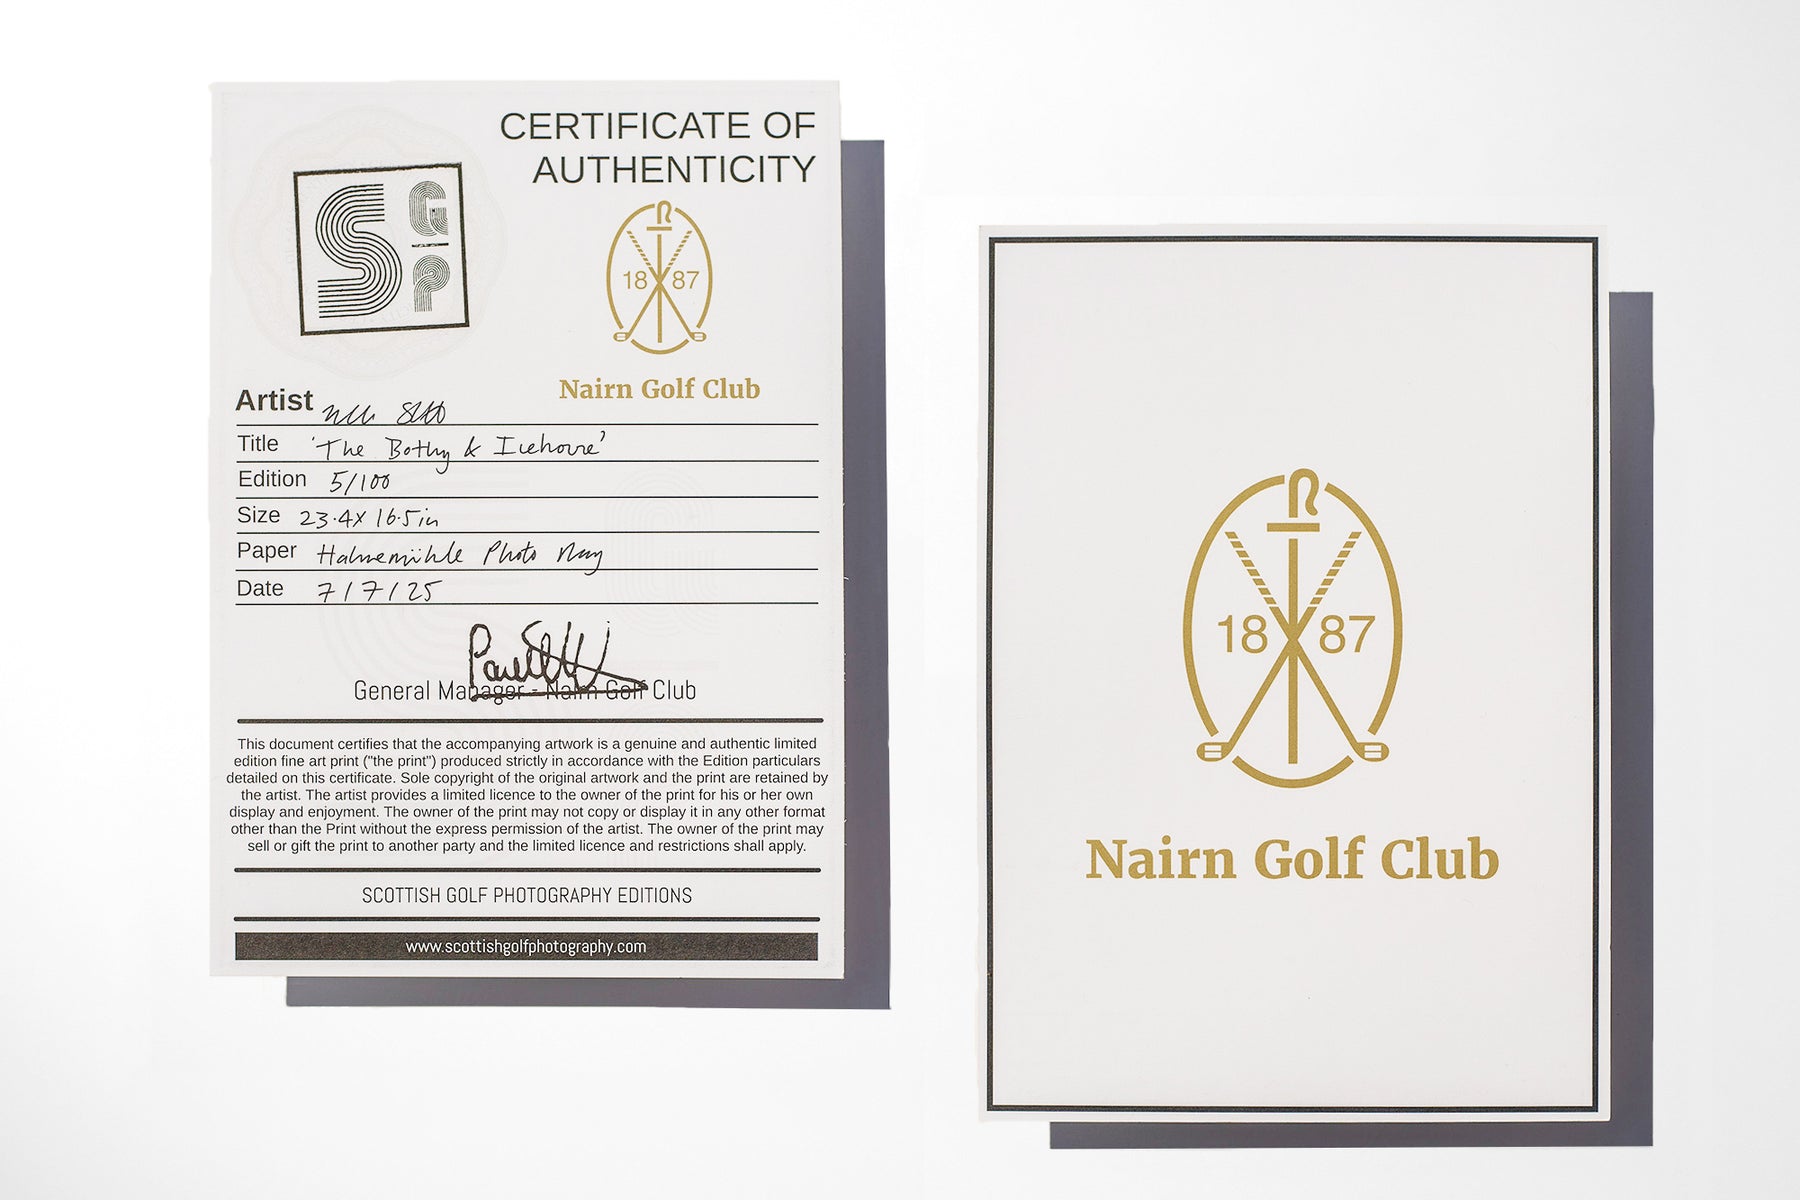 CERTIFICATE OF
AUTHENTICITY
S G P
18 87
Nairn Golf Club
Artist
Title 'The Bothy & Icehouse'
Edition 5/100
Size 23.4x 16.5in
Paper Hahnemühle Photo Rag
Date 7/7/25
General Manager - Nairn Golf Club
This document certifies that the accompanying artwork is a genuine and authentic limited
edition fine art print ("the print") produced strictly in accordance with the Edition particulars
detailed on this certificate. Sole copyright of the original artwork and the print are retained by
the artist. The artist provides a limited licence to the owner of the print for his or her own
display and enjoyment. The owner of the print may not copy or display it in any other format
other than the Print without the express permission of the artist. The owner of the print may
sell or gift the print to another party and the limited licence and restrictions shall apply.
SCOTTISH GOLF PHOTOGRAPHY EDITIONS
www.scottishgolfphotography.com
18 87
Nairn Golf Club